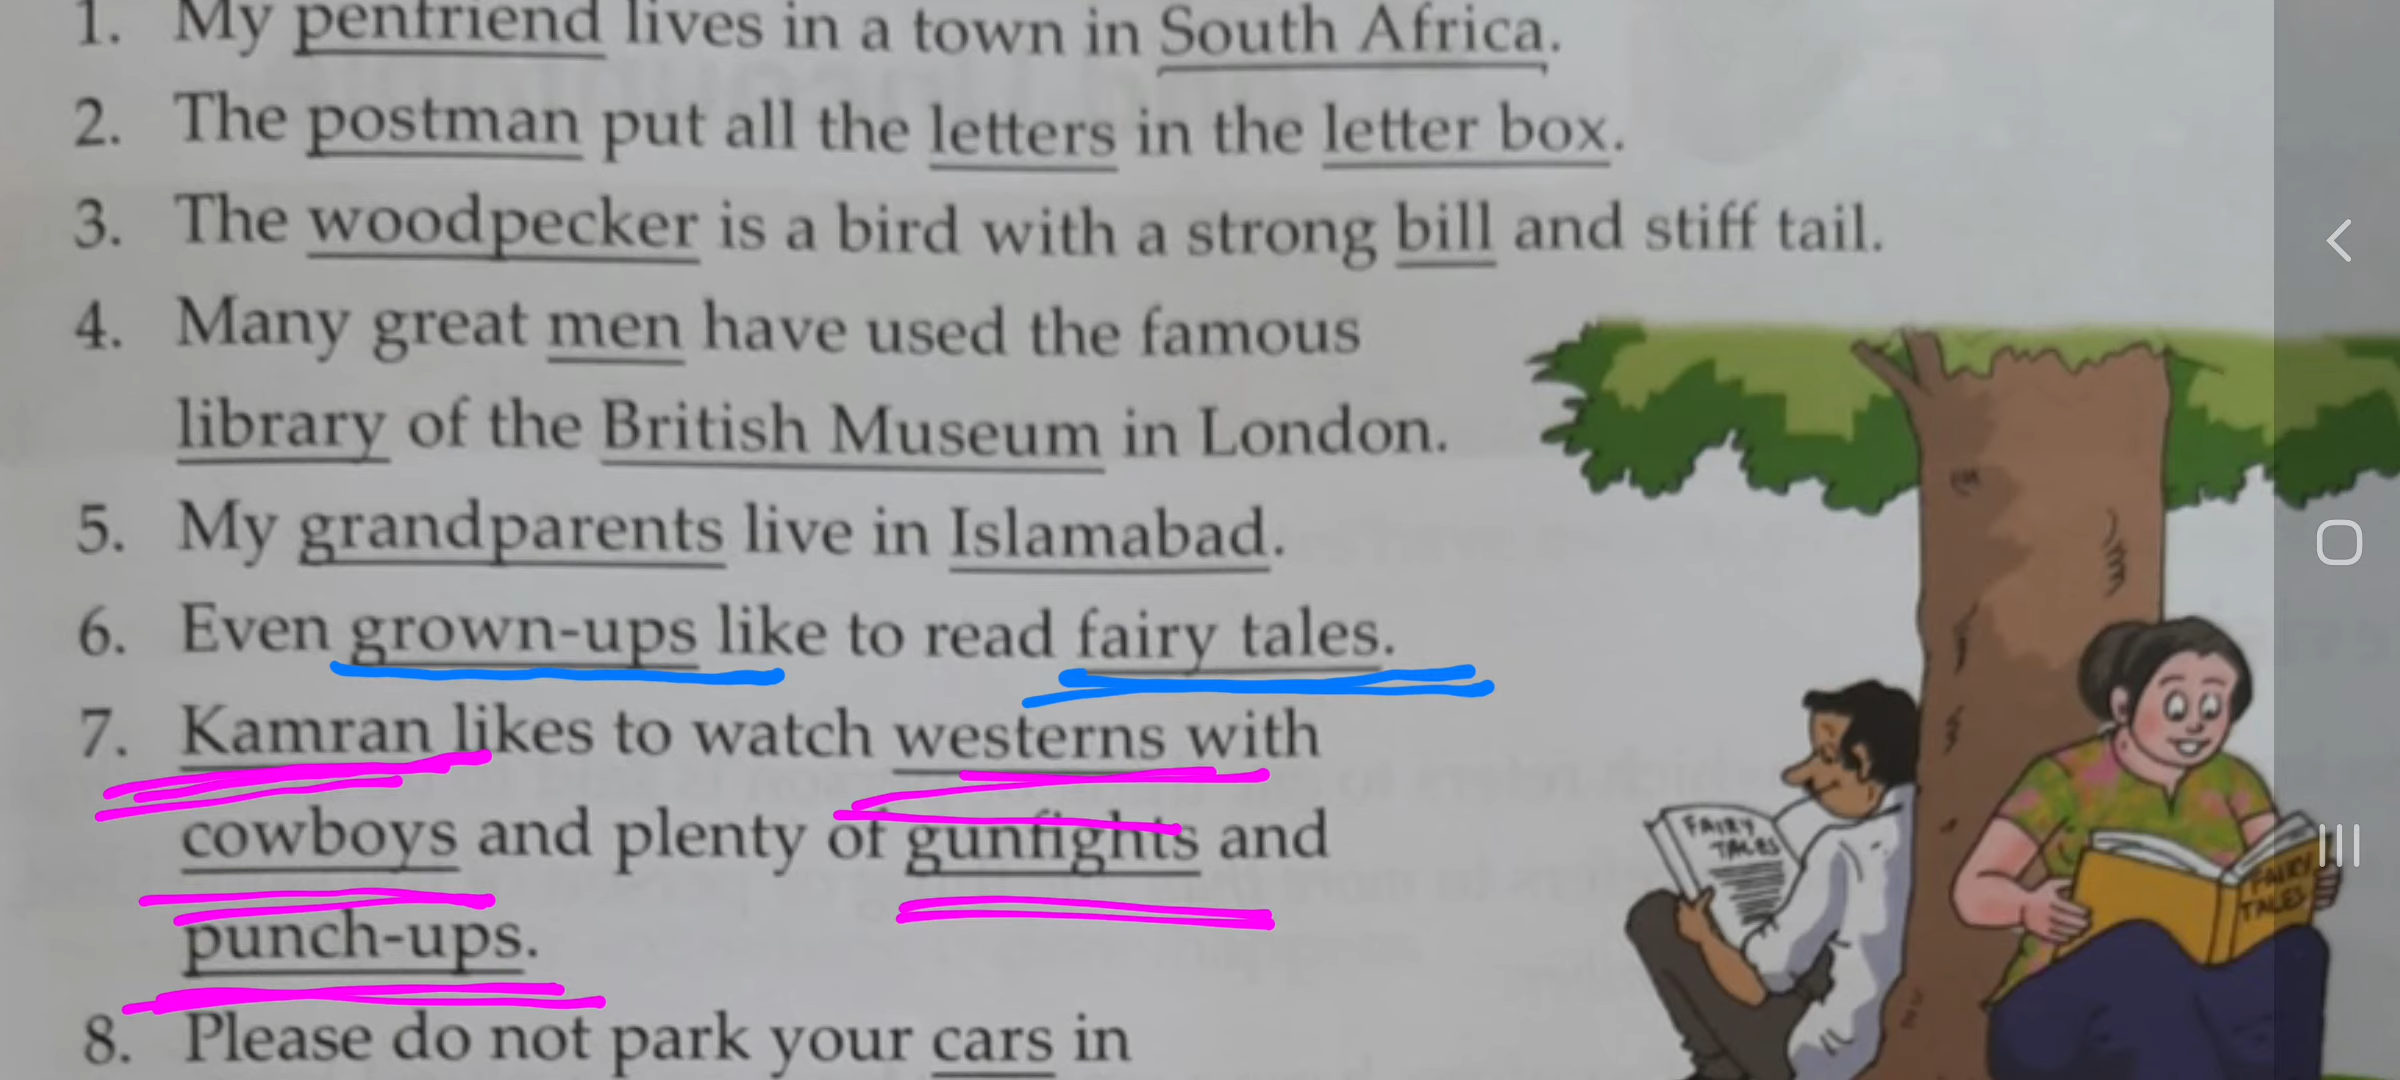 1. My penfriend lives in a town in South Africa.
2. The postman put all the letters in the letter box.
3. The woodpecker is a bird with a strong bill and stiff tail.
4. Many great men have used the famous
library of the British Museum in London.
5. My grandparents live in Islamabad.
6. Even grown-ups like to read fairy tales.
7. Kamran likes to watch westerns with
cowboys and plenty of gunfights and
punch-ups.
8. Please do not park your cars in
FAIRY
TALES
FAIRY
TALES